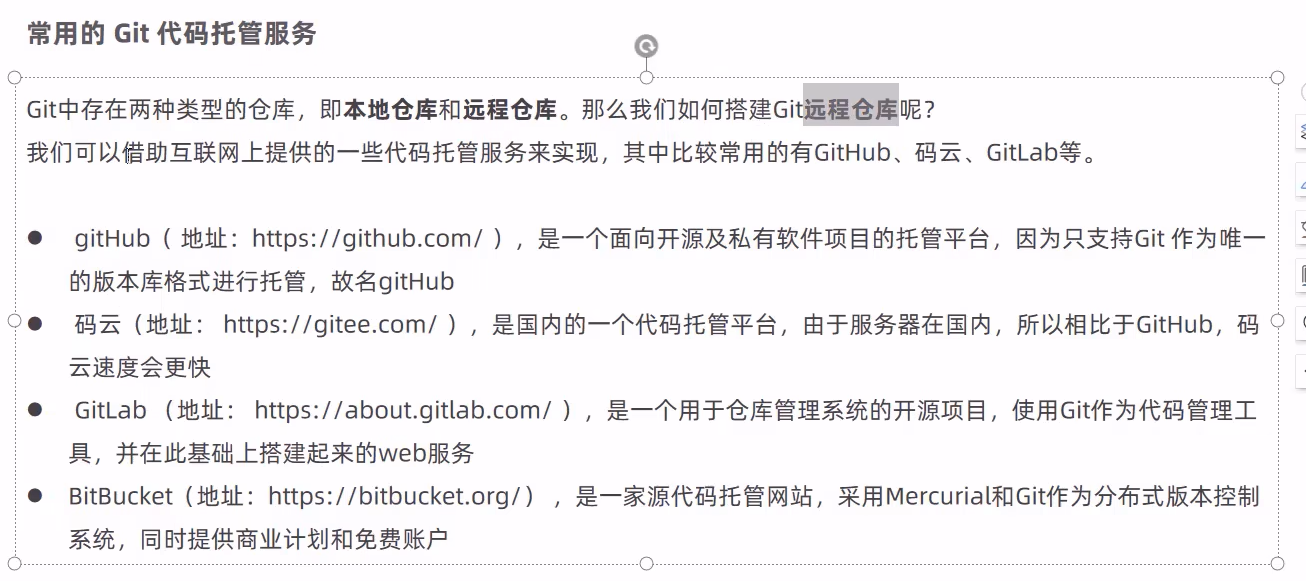 常用的 Git 代码托管服务
Git中存在两种类型的仓库，即本地仓库和远程仓库。那么我们如何搭建Git远程仓库呢？
我们可以借助互联网上提供的一些代码托管服务来实现，其中比较常用的有GitHub、码云、GitLab等。
● gitHub（ 地址：https://github.com/ ），是一个面向开源及私有软件项目的托管平台，因为只支持Git 作为唯一
的版本库格式进行托管，故名gitHub
● 码云（地址： https://gitee.com/ ），是国内的一个代码托管平台，由于服务器在国内，所以相比于GitHub，码
云速度会更快
● GitLab （地址： https://about.gitlab.com/ ），是一个用于仓库管理系统的开源项目，使用Git作为代码管理工
具，并在此基础上搭建起来的web服务
● BitBucket（地址：https://bitbucket.org/） ，是一家源代码托管网站，采用Mercurial和Git作为分布式版本控制
系统，同时提供商业计划和免费账户